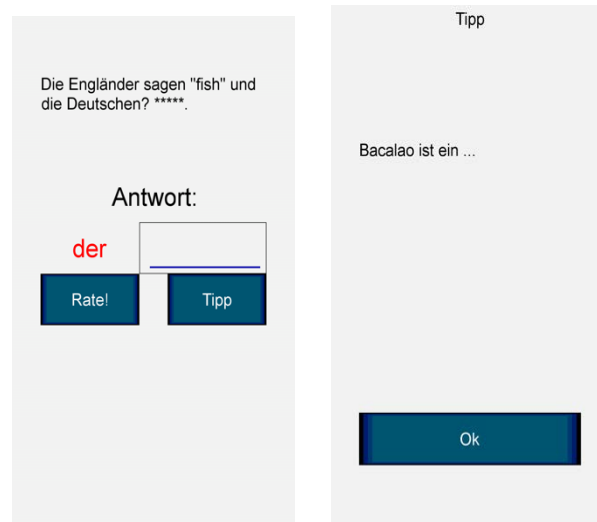 Die Engländer sagen "fish" und
die Deutschen? *****.
Antwort:
der
Rate!
Tipp
Tipp
Bacalao ist ein ...
Ok